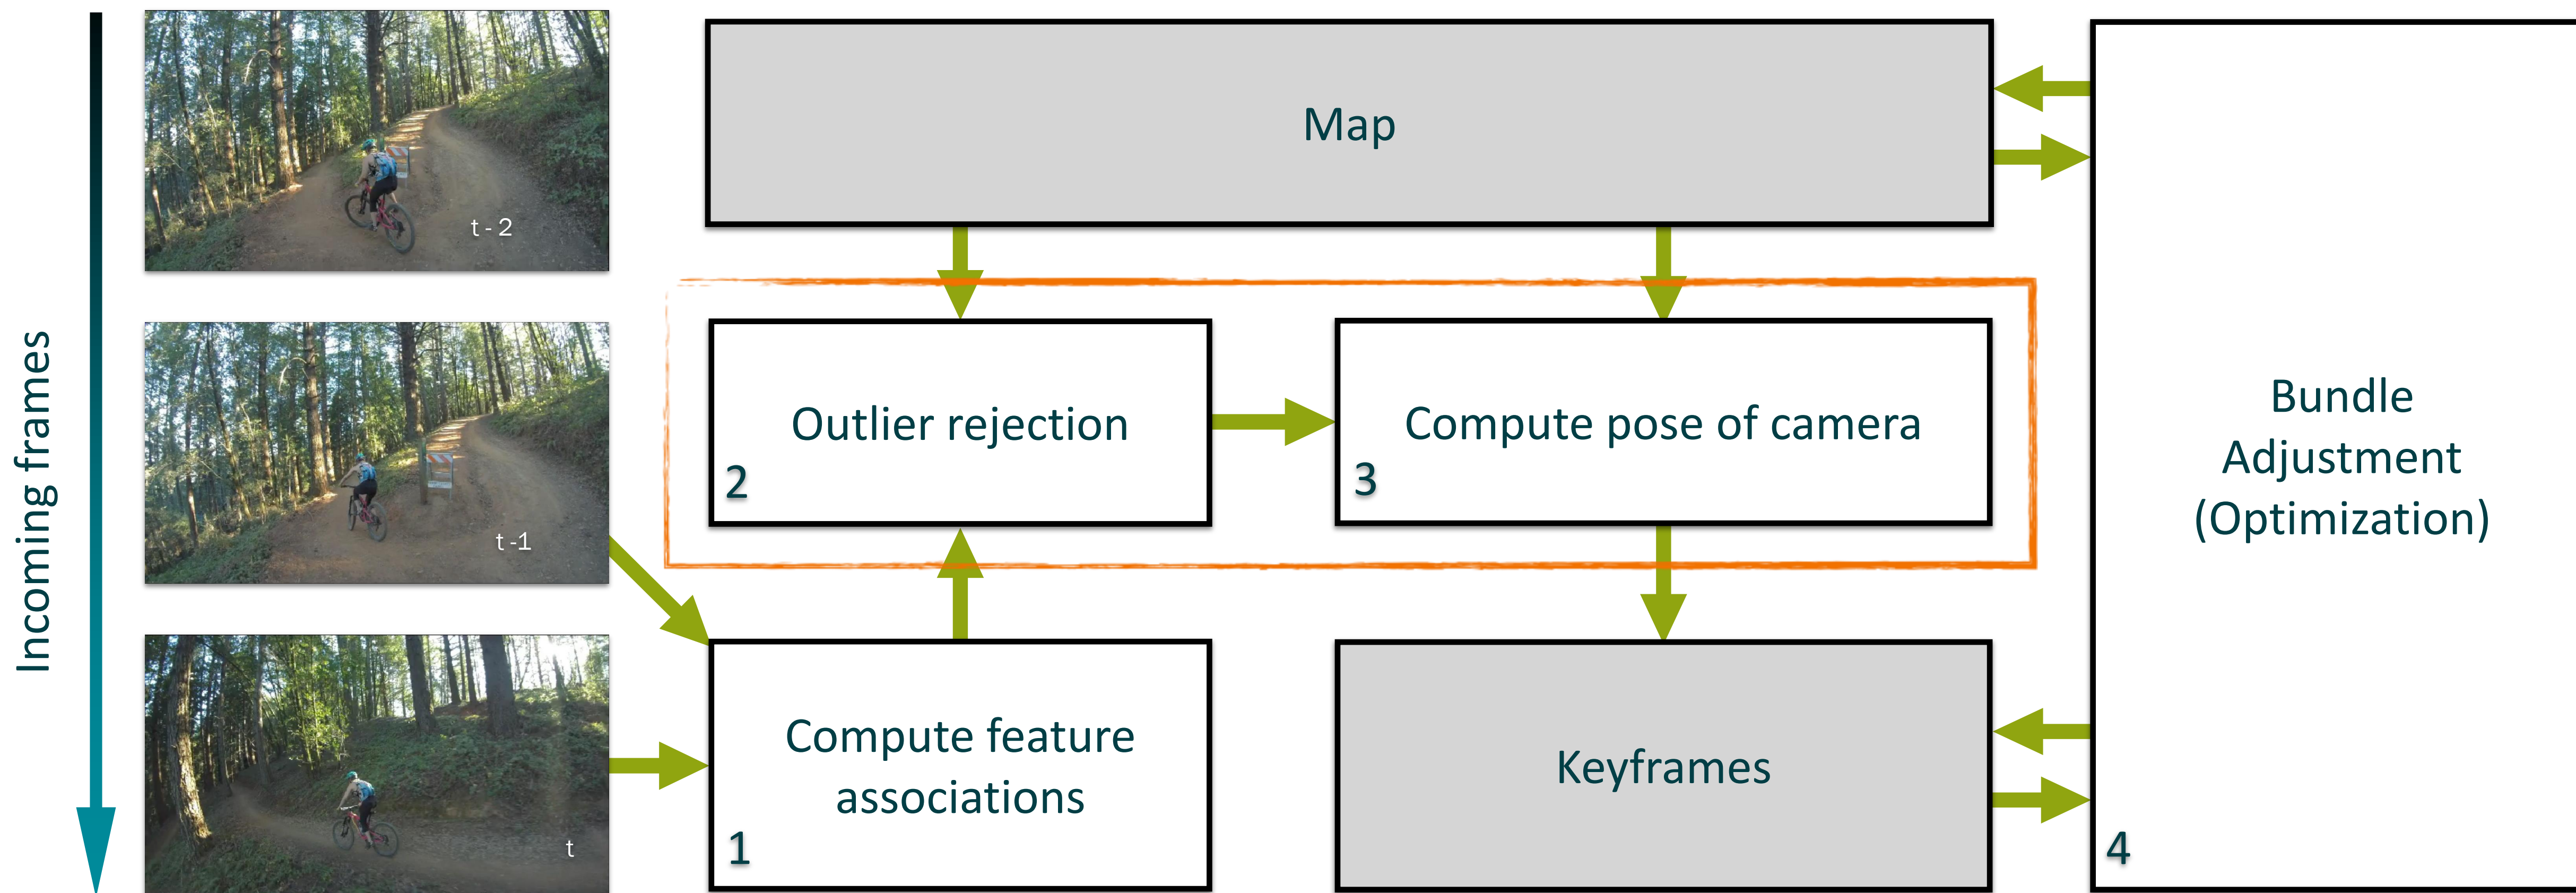 Incoming frames
t - 2
t -1
t
Map
Outlier rejection
2
Compute pose of camera
3
Compute feature
associations
1
Keyframes
Bundle
Adjustment
(Optimization)
4